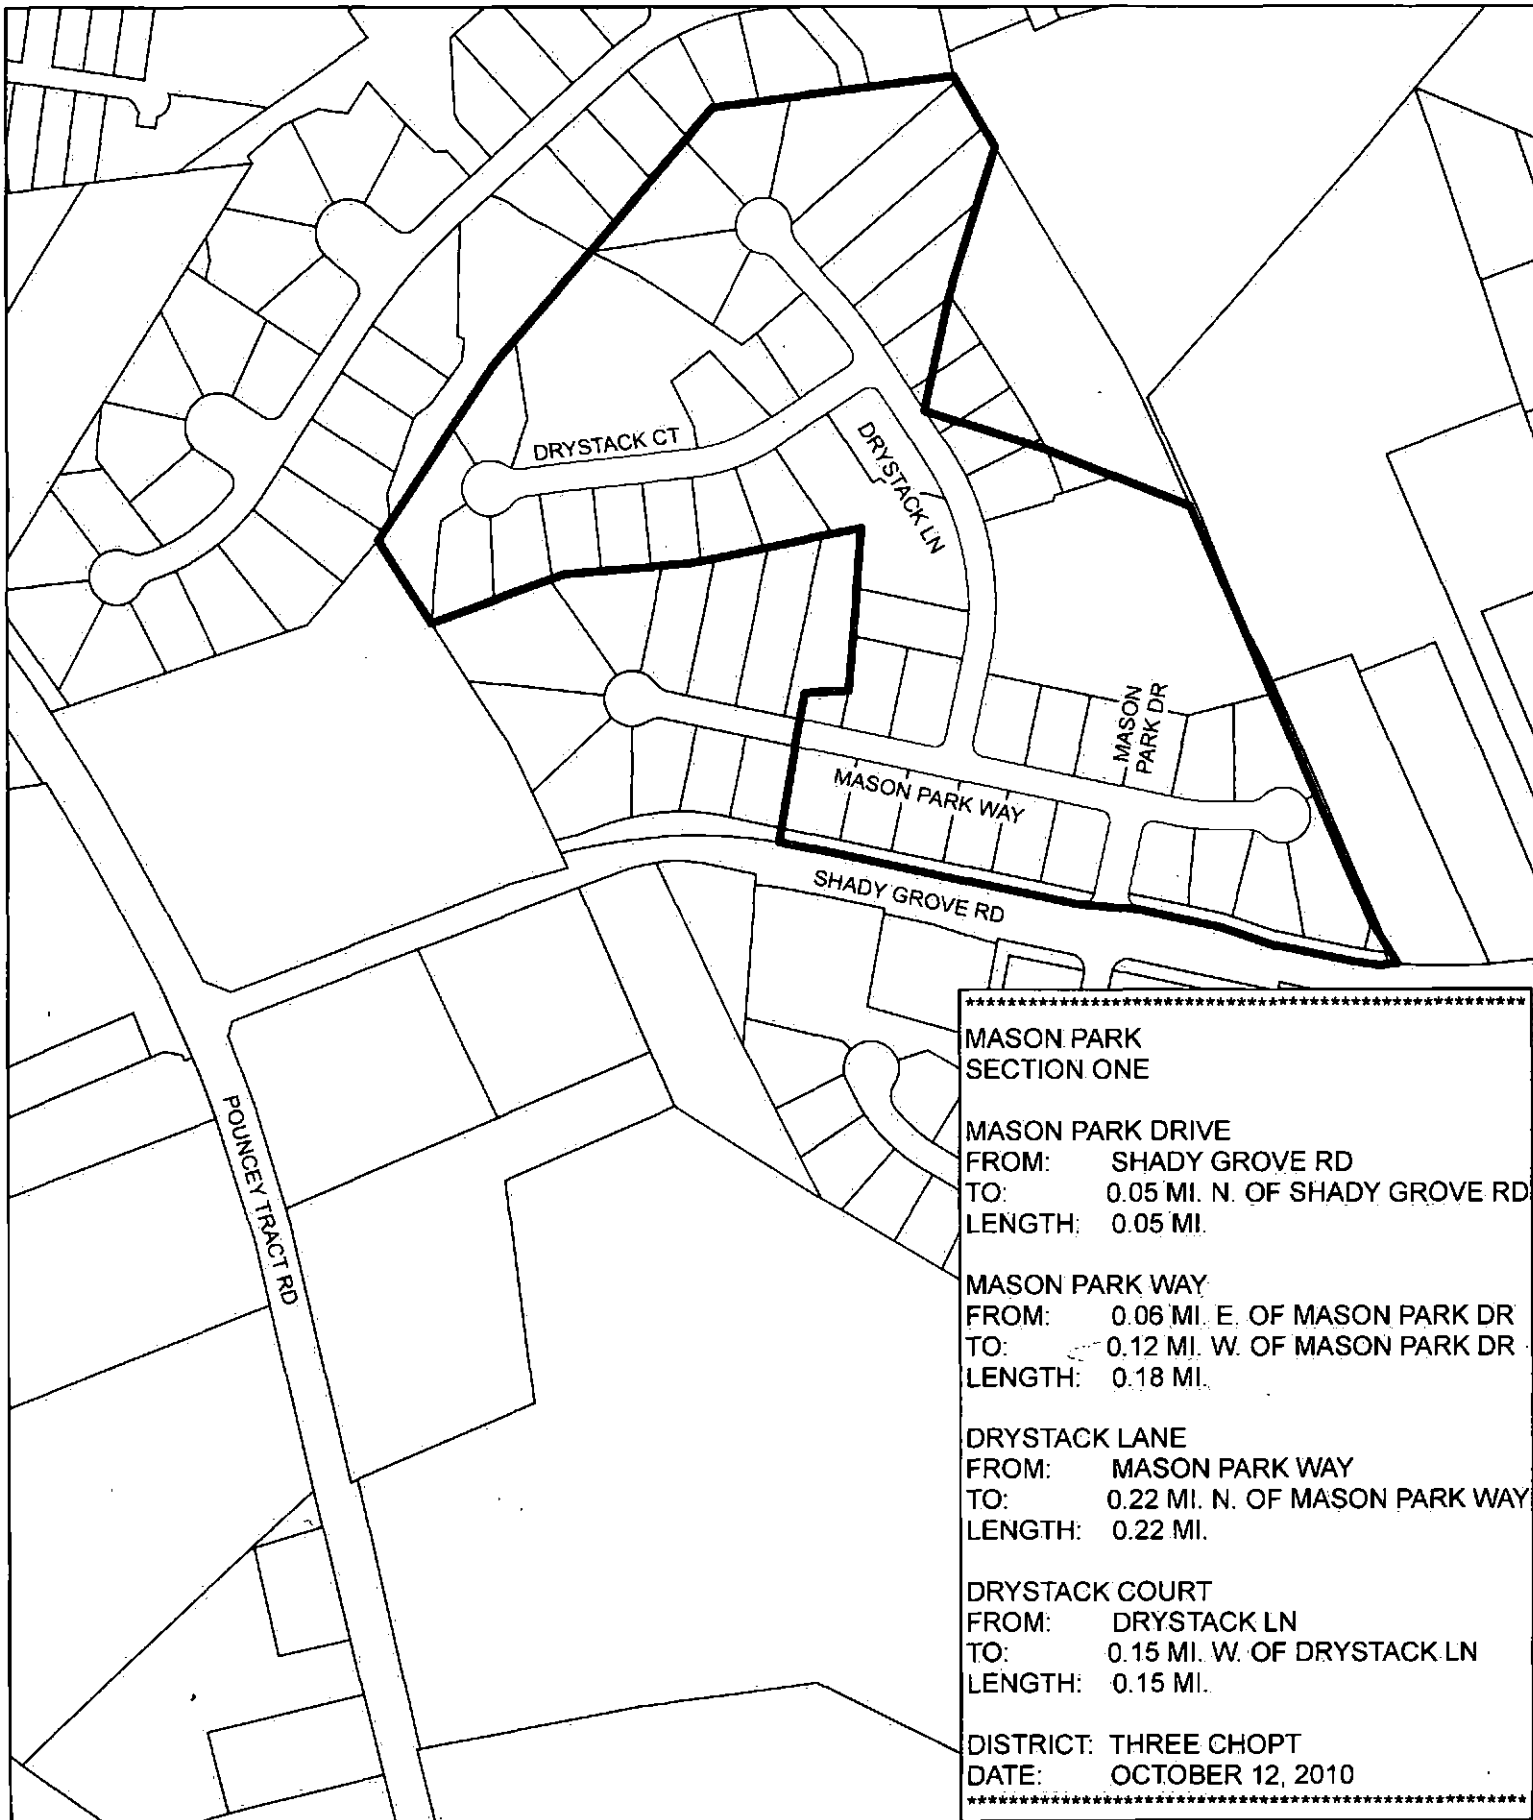 DRYSTACK CT
DRYSTACK LN
MASON
PARK DR
MASON PARK WAY
SHADY GROVE RD
POUNCEY TRACT RD
******************************************************
MASON PARK
SECTION ONE
MASON PARK DRIVE
FROM: SHADY GROVE RD
TO: 0.05 MI. N. OF SHADY GROVE RD
LENGTH: 0.05 MI.
MASON PARK WAY
FROM: 0.06 MI. E. OF MASON PARK DR
TO: 0.12 MI. W. OF MASON PARK DR
LENGTH: 0.18 MI.
DRYSTACK LANE
FROM: MASON PARK WAY
TO: 0.22 MI. N. OF MASON PARK WAY
LENGTH: 0.22 MI.
DRYSTACK COURT
FROM: DRYSTACK LN
TO: 0.15 MI. W. OF DRYSTACK LN
LENGTH: 0.15 MI.
DISTRICT: THREE CHOPT
DATE: OCTOBER 12, 2010
******************************************************